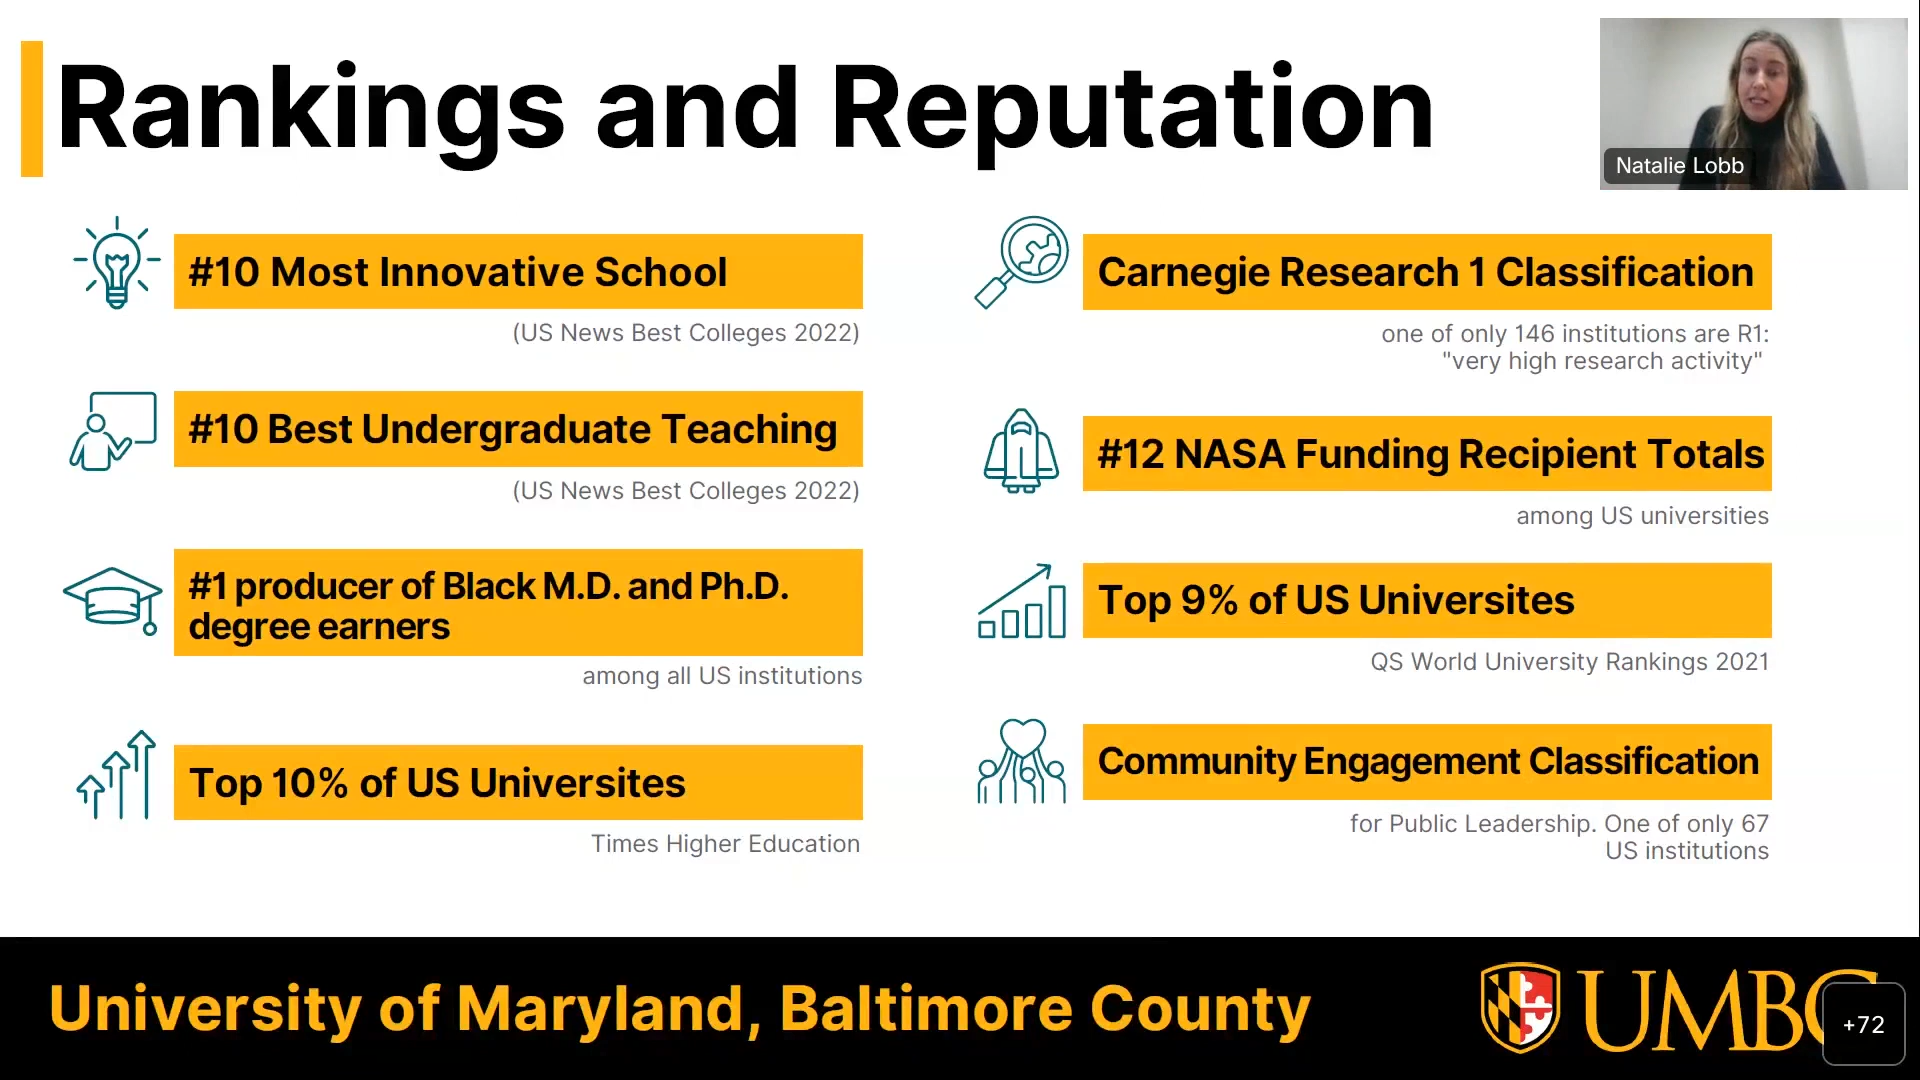 Rankings and Reputation
Natalie Lobb
#10 Most Innovative School
(US News Best Colleges 2022)
#10 Best Undergraduate Teaching
(US News Best Colleges 2022)
#1 producer of Black M.D. and Ph.D.
degree earners
among all US institutions
Top 10% of US Universites
Times Higher Education
Carnegie Research 1 Classification
one of only 146 institutions are R1:
"very high research activity"
#12 NASA Funding Recipient Totals
among US universities
Top 9% of US Universites
QS World University Rankings 2021
Community Engagement Classification
for Public Leadership. One of only 67
US institutions
University of Maryland, Baltimore County
UMBC
+72